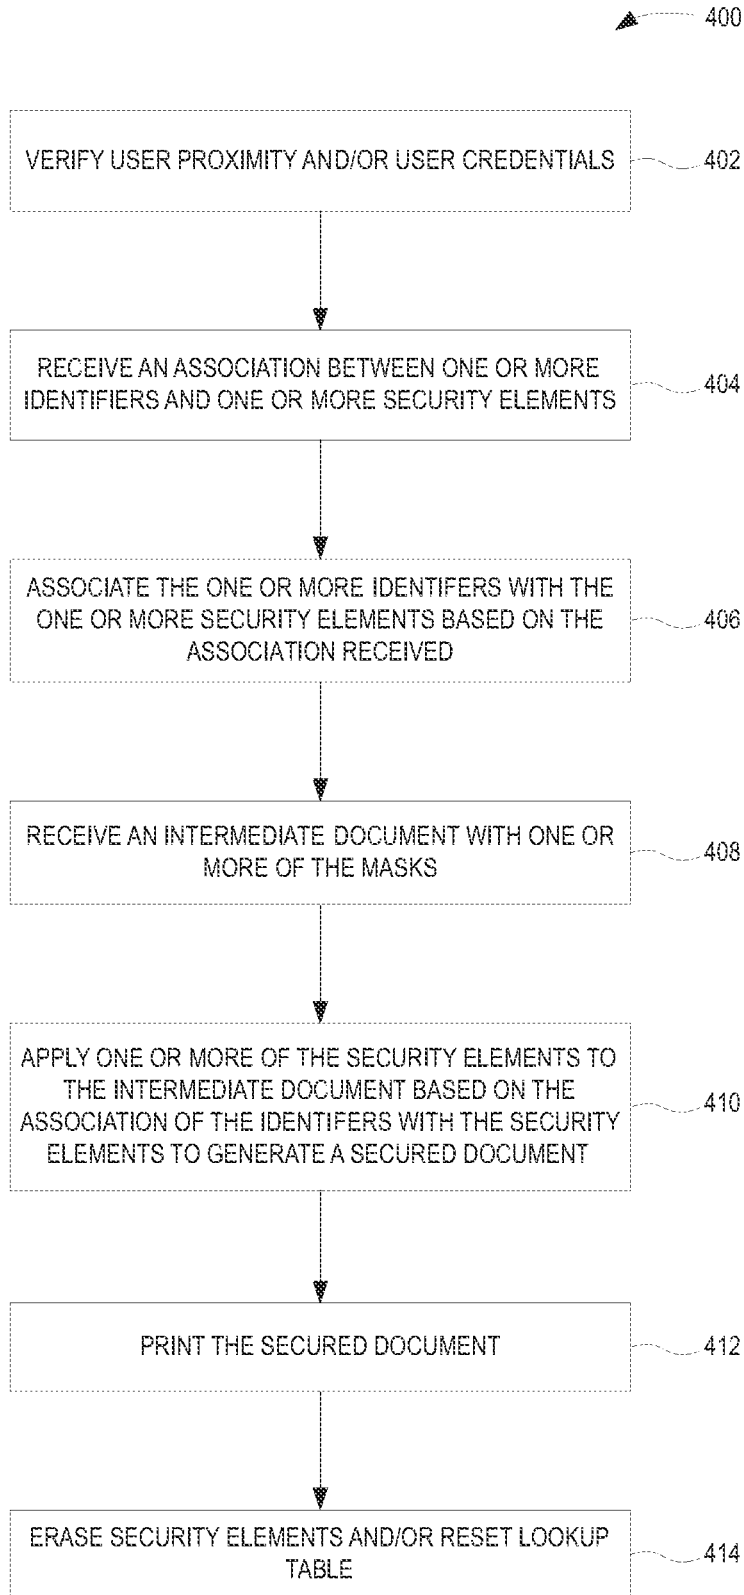 400
VERIFY USER PROXIMITY AND/OR USER CREDENTIALS
402
RECEIVE AN ASSOCIATION BETWEEN ONE OR MORE
IDENTIFIERS AND ONE OR MORE SECURITY ELEMENTS
404
ASSOCIATE THE ONE OR MORE IDENTIFERS WITH THE
ONE OR MORE SECURITY ELEMENTS BASED ON THE
ASSOCIATION RECEIVED
406
RECEIVE AN INTERMEDIATE DOCUMENT WITH ONE OR
MORE OF THE MASKS
408
APPLY ONE OR MORE OF THE SECURITY ELEMENTS TO
THE INTERMEDIATE DOCUMENT BASED ON THE
ASSOCIATION OF THE IDENTIFERS WITH THE SECURITY
ELEMENTS TO GENERATE A SECURED DOCUMENT
410
PRINT THE SECURED DOCUMENT
412
ERASE SECURITY ELEMENTS AND/OR RESET LOOKUP
TABLE
414